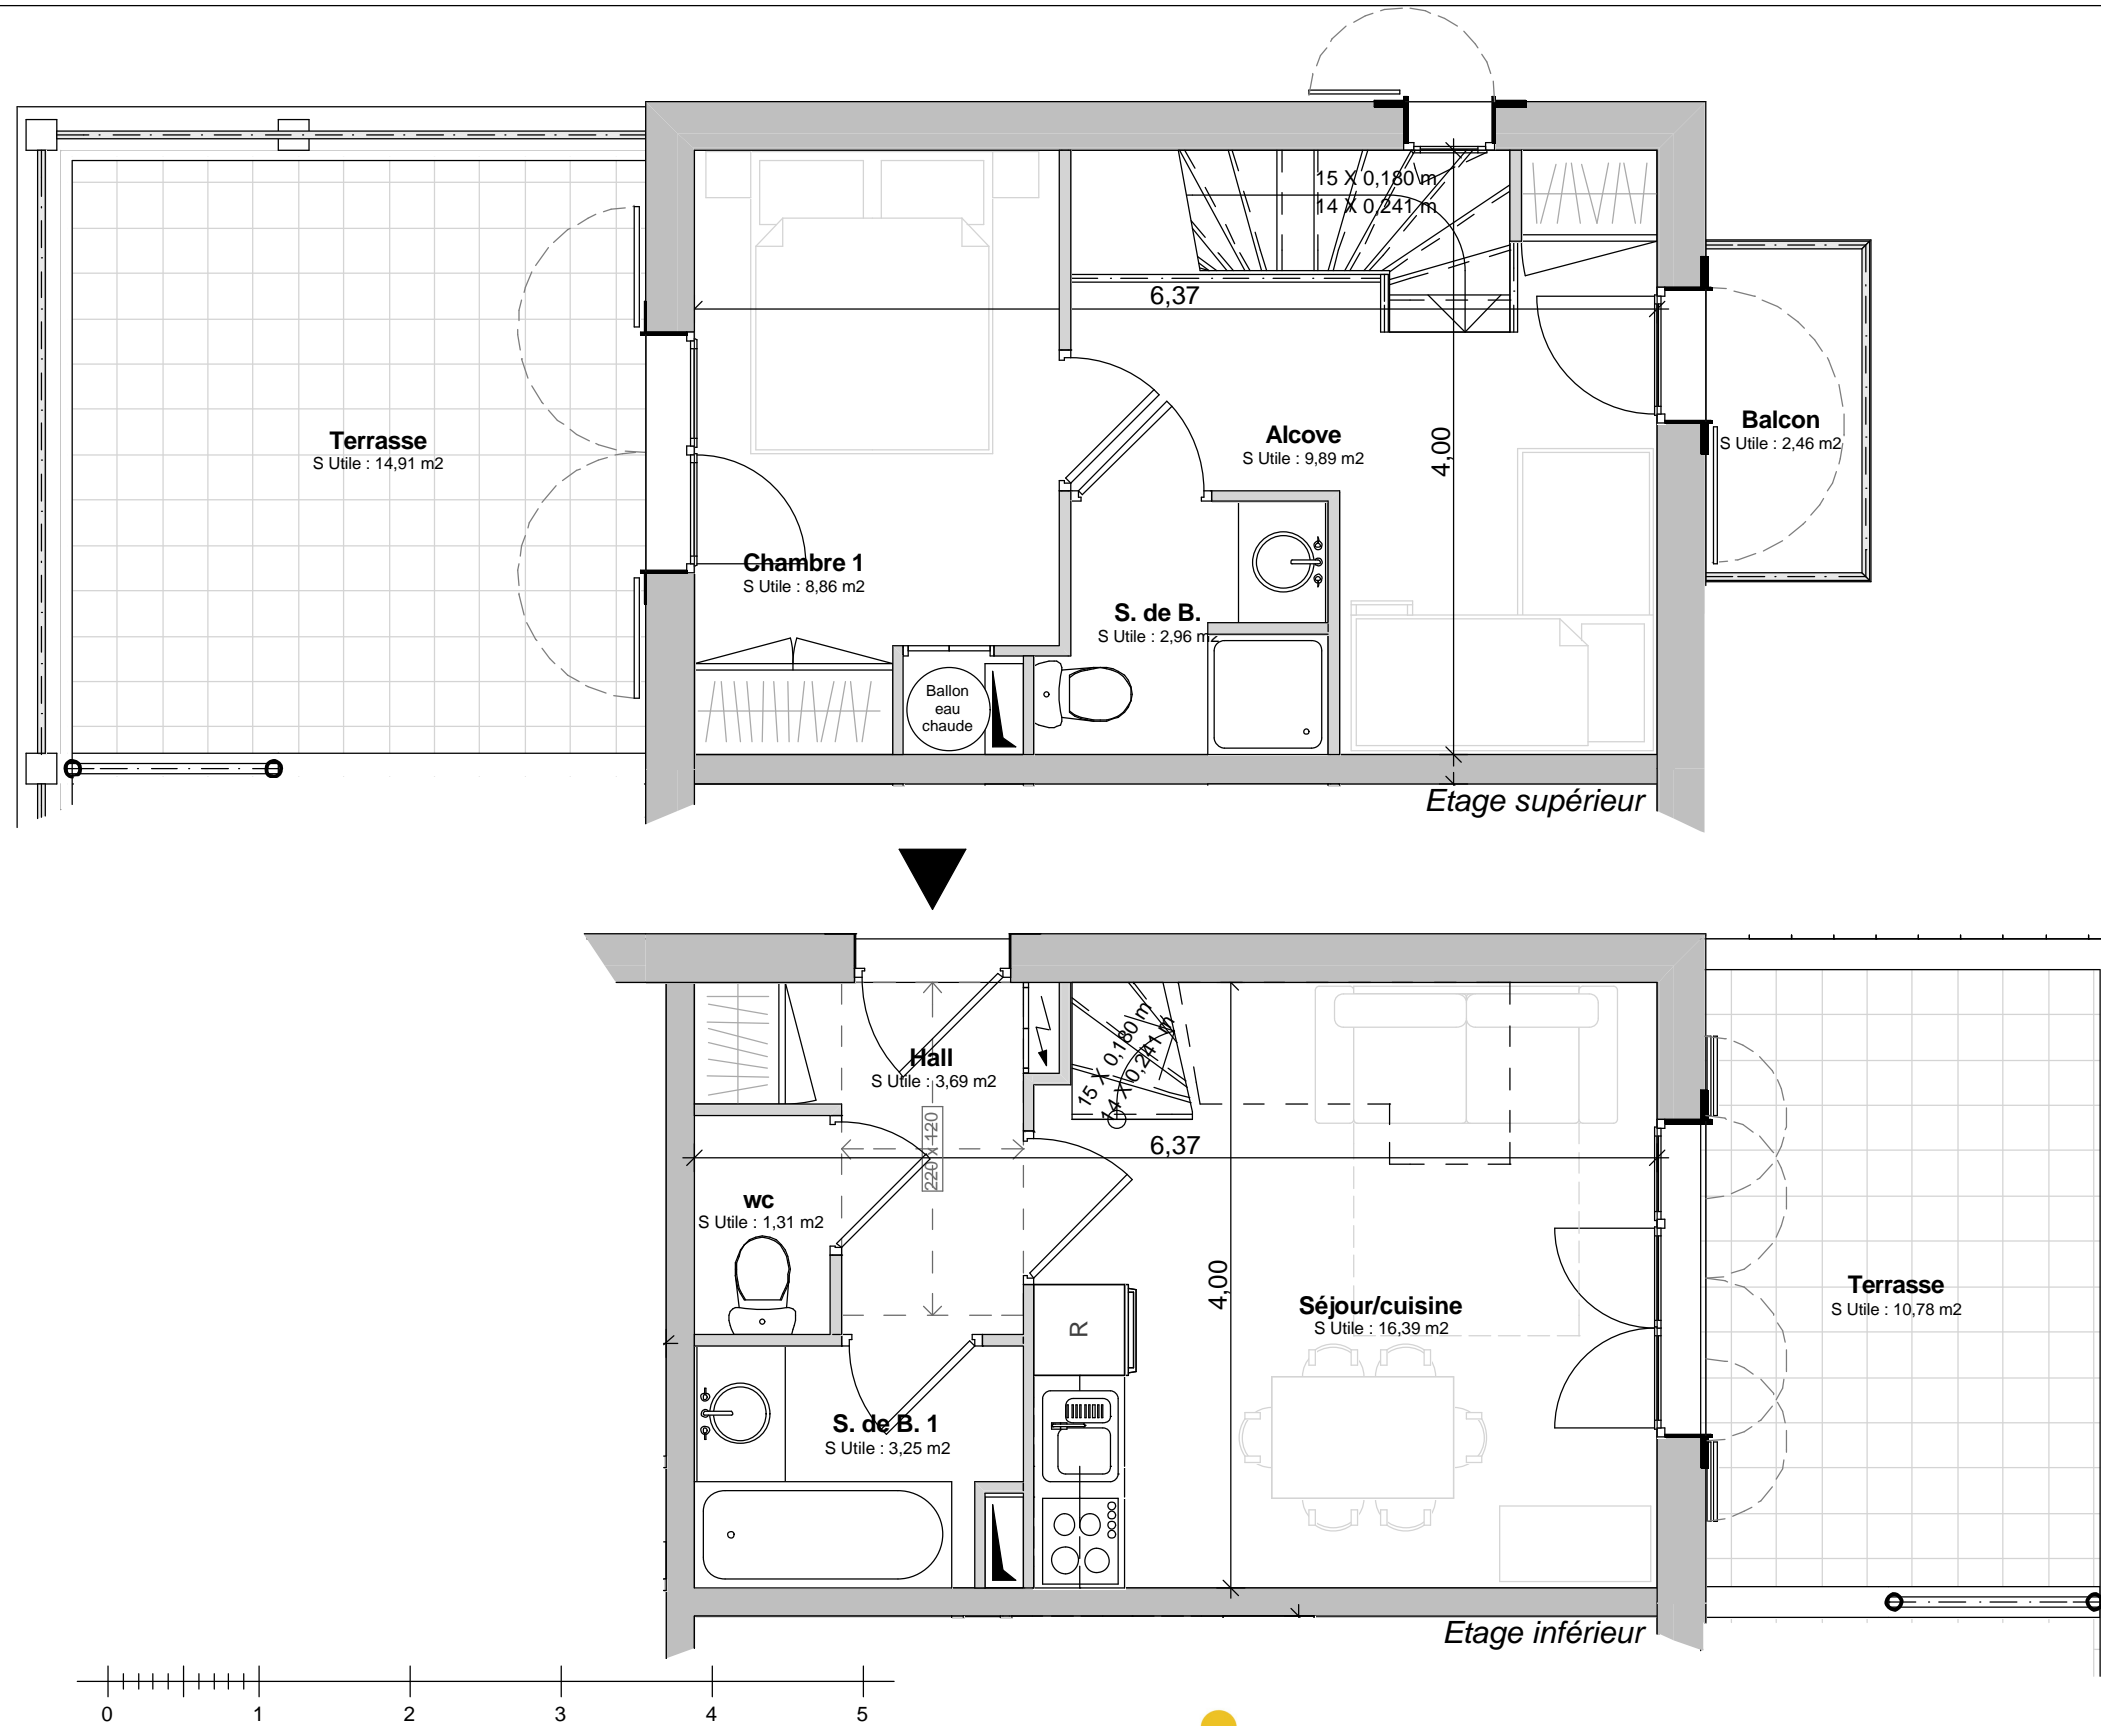 15 X 0,180 m
14 X 0,241 m
6,37
Terrasse
S Utile : 14,91 m2
Alcove
S Utile : 9,89 m2
4,00
Balcon
S Utile : 2,46 m2
Chambre 1
S Utile : 8,86 m2
S. de B.
S Utile : 2,96 m2
Ballon
eau
chaude
Etage supérieur
Hall
S Utile : 3,69 m2
15 X 0,180 m
14 X 0,241 m
220 x 120
6,37
wc
S Utile : 1,31 m2
4,00
Séjour/cuisine
S Utile : 16,39 m2
Terrasse
S Utile : 10,78 m2
R
S. de B. 1
S Utile : 3,25 m2
Etage inférieur
0 1 2 3 4 5